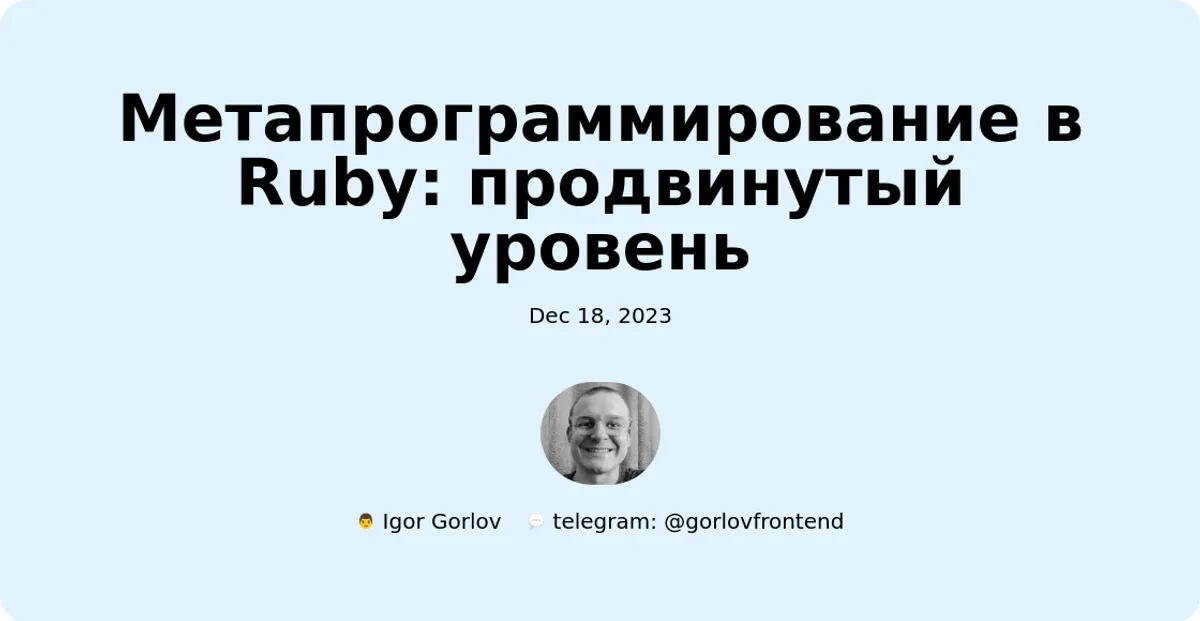 Метапрограммирование в
Ruby: продвинутый
уровень
Dec 18, 2023
Igor Gorlov telegram: @gorlovfrontend